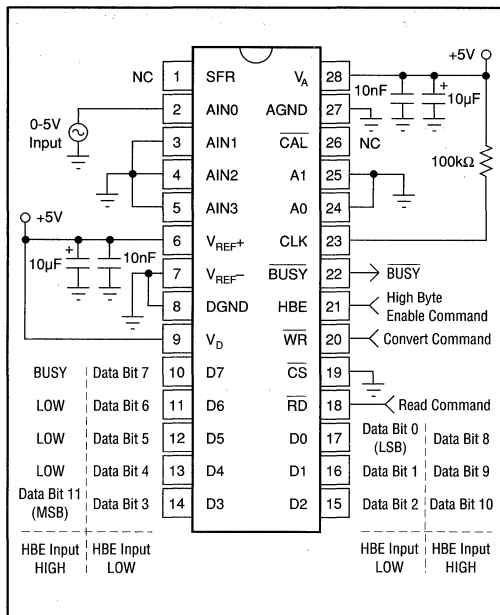 +5V
NC 1 SFR V_A 28 10nF + 10µF
0-5V Input 2 AIN0 AGND 27
3 AIN1 C̅A̅L̅ 26 NC
4 AIN2 A1 25
100kΩ
5 AIN3 A0 24
+5V
6 V_REF+ CLK 23
+ 10µF 10nF
7 V_REF− B̅U̅S̅Y̅ 22 B̅U̅S̅Y̅
8 DGND HBE 21 High Byte
Enable Command
9 V_D W̅R̅ 20 Convert Command
BUSY Data Bit 7 10 D7 C̅S̅ 19
LOW Data Bit 6 11 D6 R̅D̅ 18 Read Command
LOW Data Bit 5 12 D5 D0 17 Data Bit 0 (LSB) Data Bit 8
LOW Data Bit 4 13 D4 D1 16 Data Bit 1 Data Bit 9
Data Bit 11 (MSB) Data Bit 3 14 D3 D2 15 Data Bit 2 Data Bit 10
HBE Input HBE Input HBE Input HBE Input
HIGH LOW LOW HIGH